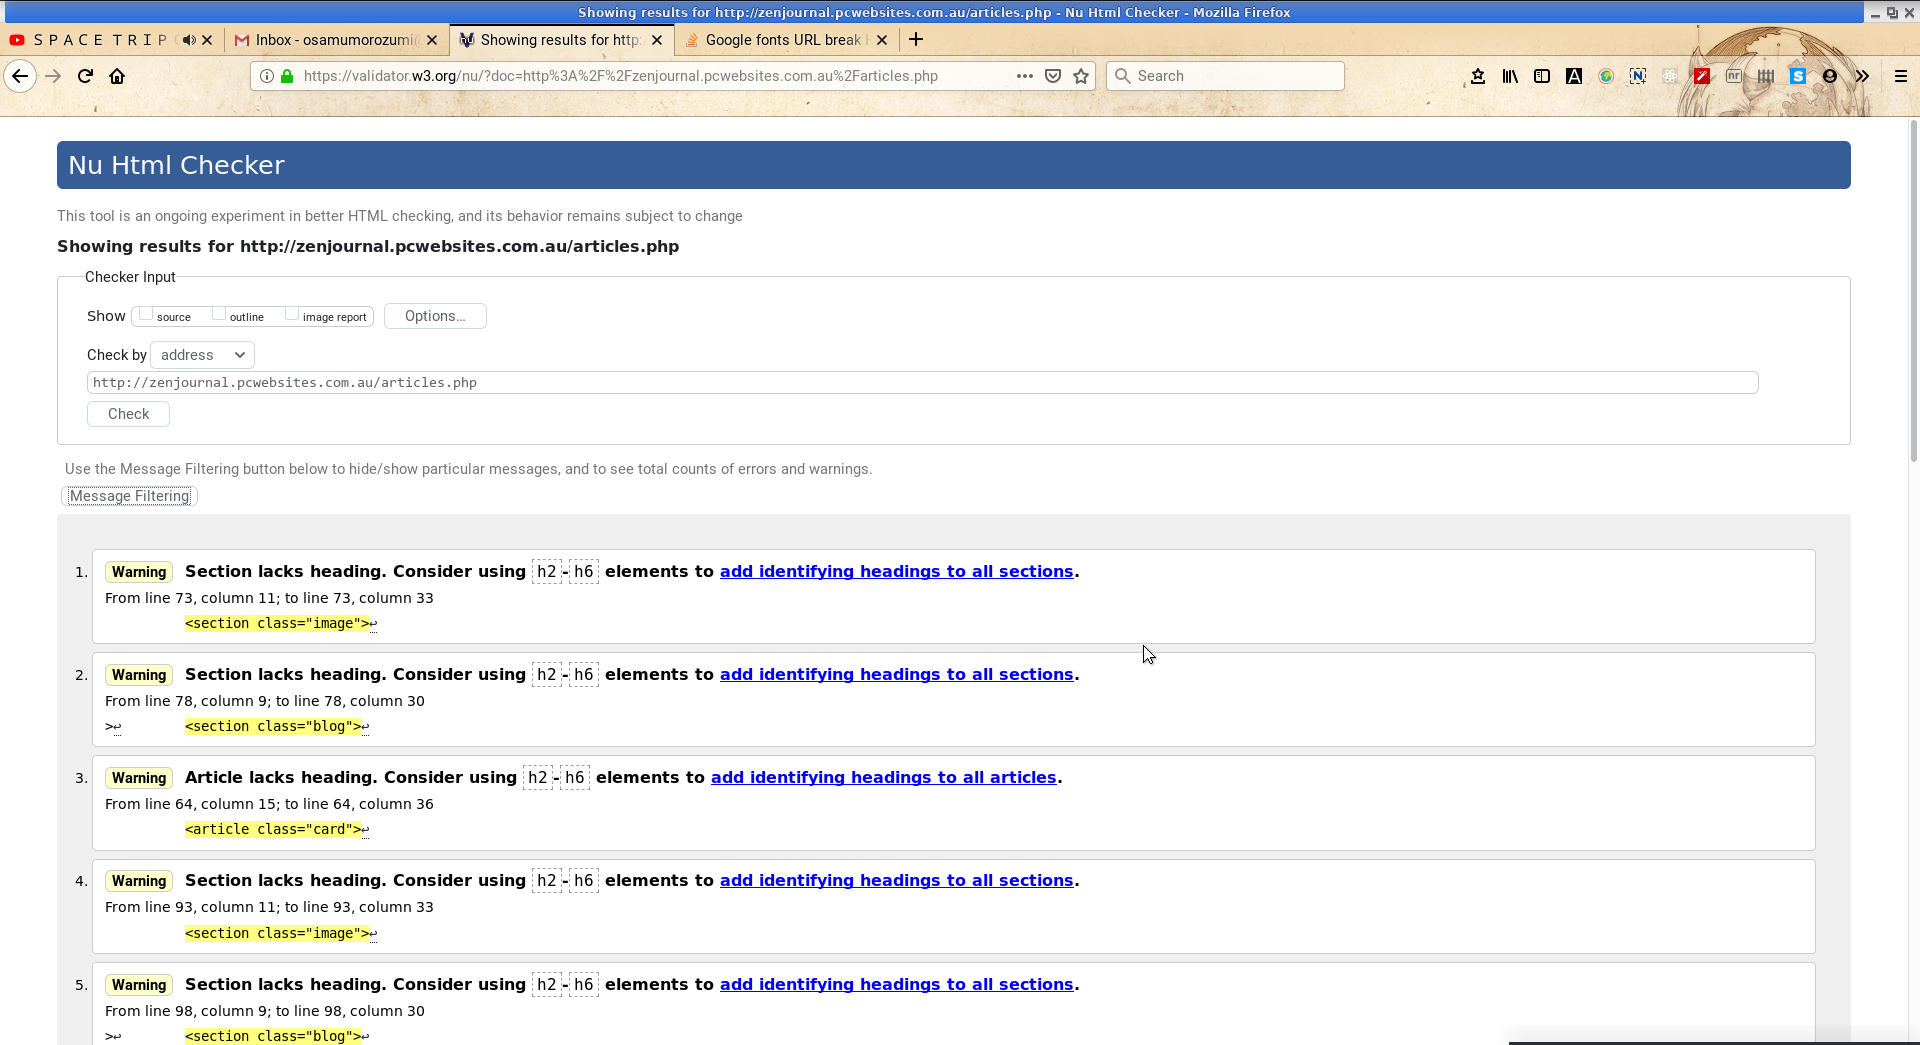 Showing results for http://zenjournal.pcwebsites.com.au/articles.php - Nu Html Checker - Mozilla Firefox
S P A C E T R I P
Inbox - osamumorozumi@
Showing results for http:
Google fonts URL break
https://validator.w3.org/nu/?doc=http%3A%2F%2Fzenjournal.pcwebsites.com.au%2Farticles.php
Search
Nu Html Checker
This tool is an ongoing experiment in better HTML checking, and its behavior remains subject to change
Showing results for http://zenjournal.pcwebsites.com.au/articles.php
Checker Input
Show source outline image report Options...
Check by address
http://zenjournal.pcwebsites.com.au/articles.php
Check
Use the Message Filtering button below to hide/show particular messages, and to see total counts of errors and warnings.
Message Filtering
1. Warning Section lacks heading. Consider using h2-h6 elements to add identifying headings to all sections.
From line 73, column 11; to line 73, column 33
<section class="image">↩
2. Warning Section lacks heading. Consider using h2-h6 elements to add identifying headings to all sections.
From line 78, column 9; to line 78, column 30
>↩ <section class="blog">↩
3. Warning Article lacks heading. Consider using h2-h6 elements to add identifying headings to all articles.
From line 64, column 15; to line 64, column 36
<article class="card">↩
4. Warning Section lacks heading. Consider using h2-h6 elements to add identifying headings to all sections.
From line 93, column 11; to line 93, column 33
<section class="image">↩
5. Warning Section lacks heading. Consider using h2-h6 elements to add identifying headings to all sections.
From line 98, column 9; to line 98, column 30
>↩ <section class="blog">↩